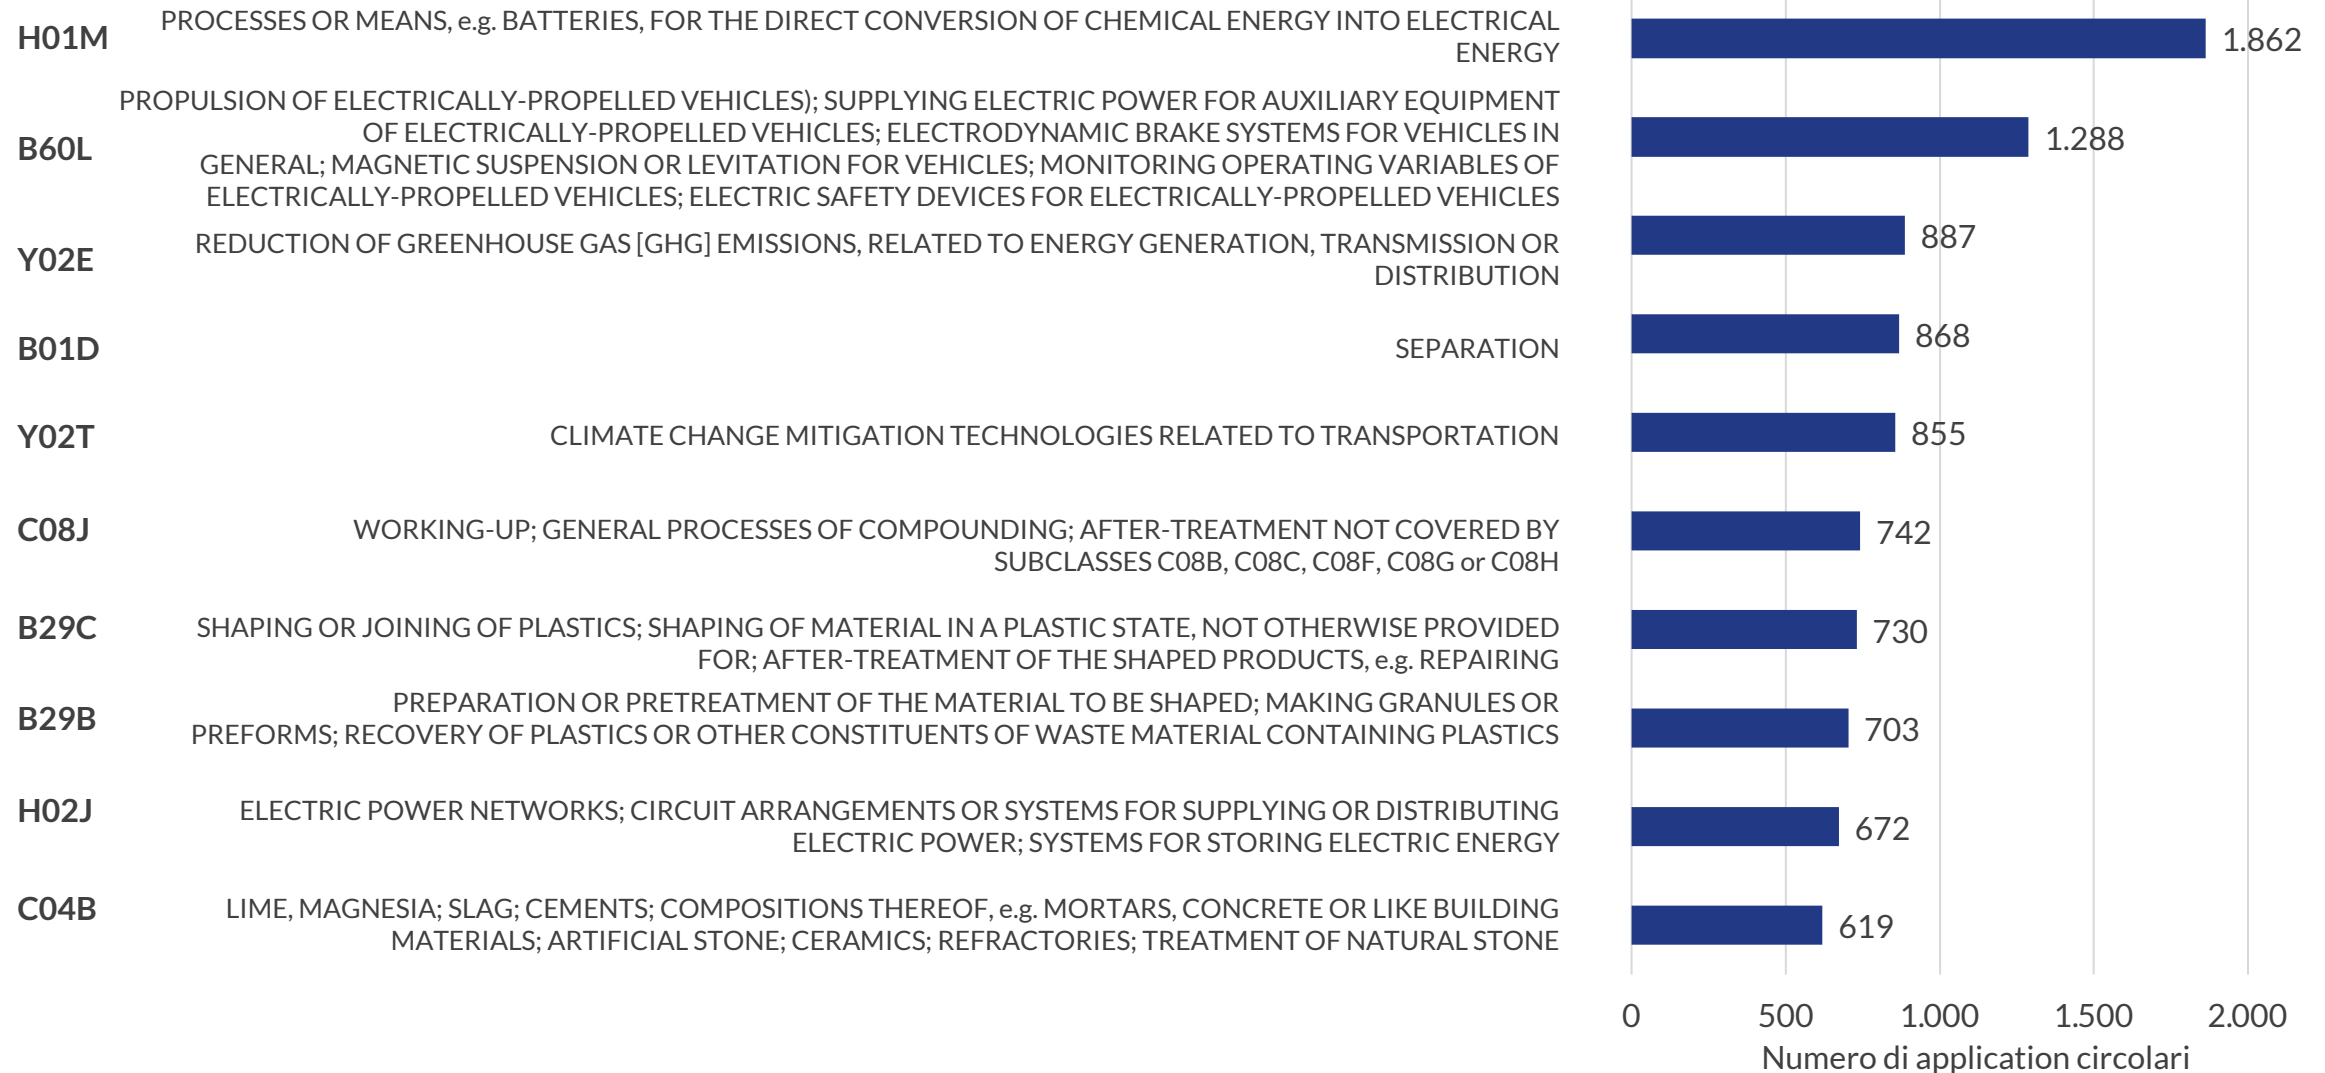 H01M
PROCESSES OR MEANS, e.g. BATTERIES, FOR THE DIRECT CONVERSION OF CHEMICAL ENERGY INTO ELECTRICAL
ENERGY
1.862
B60L
PROPULSION OF ELECTRICALLY-PROPELLED VEHICLES); SUPPLYING ELECTRIC POWER FOR AUXILIARY EQUIPMENT
OF ELECTRICALLY-PROPELLED VEHICLES; ELECTRODYNAMIC BRAKE SYSTEMS FOR VEHICLES IN
GENERAL; MAGNETIC SUSPENSION OR LEVITATION FOR VEHICLES; MONITORING OPERATING VARIABLES OF
ELECTRICALLY-PROPELLED VEHICLES; ELECTRIC SAFETY DEVICES FOR ELECTRICALLY-PROPELLED VEHICLES
1.288
Y02E
REDUCTION OF GREENHOUSE GAS [GHG] EMISSIONS, RELATED TO ENERGY GENERATION, TRANSMISSION OR
DISTRIBUTION
887
B01D
SEPARATION
868
Y02T
CLIMATE CHANGE MITIGATION TECHNOLOGIES RELATED TO TRANSPORTATION
855
C08J
WORKING-UP; GENERAL PROCESSES OF COMPOUNDING; AFTER-TREATMENT NOT COVERED BY
SUBCLASSES C08B, C08C, C08F, C08G or C08H
742
B29C
SHAPING OR JOINING OF PLASTICS; SHAPING OF MATERIAL IN A PLASTIC STATE, NOT OTHERWISE PROVIDED
FOR; AFTER-TREATMENT OF THE SHAPED PRODUCTS, e.g. REPAIRING
730
B29B
PREPARATION OR PRETREATMENT OF THE MATERIAL TO BE SHAPED; MAKING GRANULES OR
PREFORMS; RECOVERY OF PLASTICS OR OTHER CONSTITUENTS OF WASTE MATERIAL CONTAINING PLASTICS
703
H02J
ELECTRIC POWER NETWORKS; CIRCUIT ARRANGEMENTS OR SYSTEMS FOR SUPPLYING OR DISTRIBUTING
ELECTRIC POWER; SYSTEMS FOR STORING ELECTRIC ENERGY
672
C04B
LIME, MAGNESIA; SLAG; CEMENTS; COMPOSITIONS THEREOF, e.g. MORTARS, CONCRETE OR LIKE BUILDING
MATERIALS; ARTIFICIAL STONE; CERAMICS; REFRACTORIES; TREATMENT OF NATURAL STONE
619
0 500 1.000 1.500 2.000
Numero di application circolari